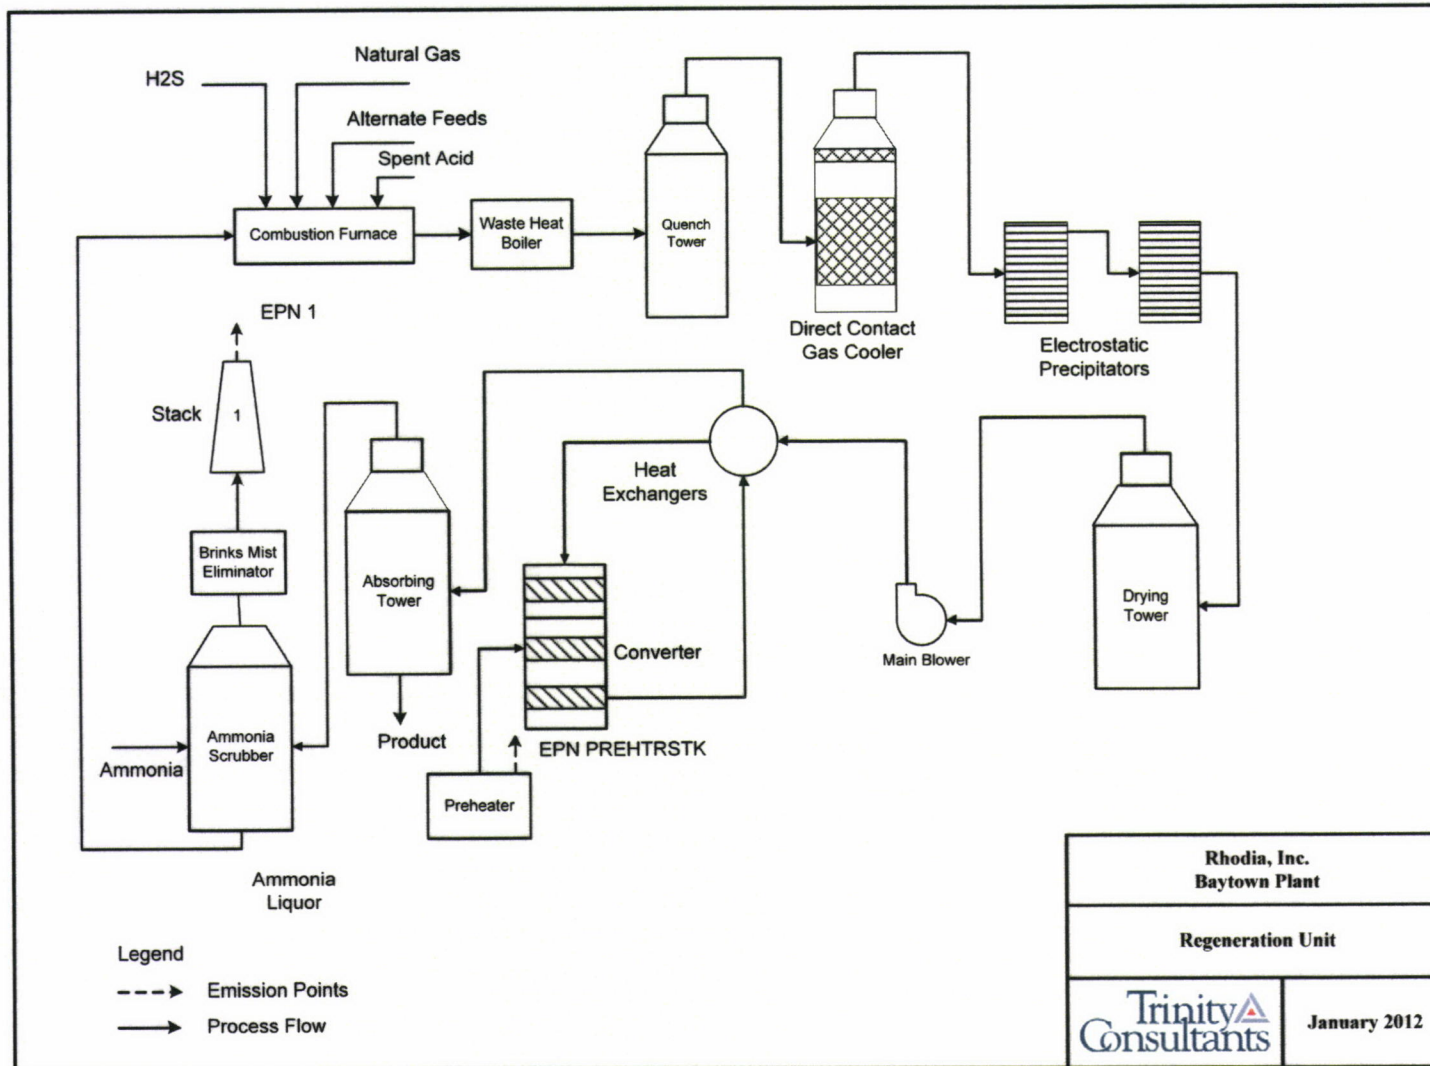 Natural Gas
H2S
Alternate Feeds
Spent Acid
Combustion Furnace
Waste Heat
Boiler
Quench
Tower
Direct Contact
Gas Cooler
Electrostatic
Precipitators
EPN 1
Stack
1
Heat
Exchangers
Brinks Mist
Eliminator
Absorbing
Tower
Drying
Tower
Converter
Main Blower
Ammonia
Scrubber
Ammonia
Product
EPN PREHTRSTK
Preheater
Ammonia
Liquor
Legend
Emission Points
Process Flow
Rhodia, Inc.
Baytown Plant
Regeneration Unit
Trinity
Consultants
January 2012